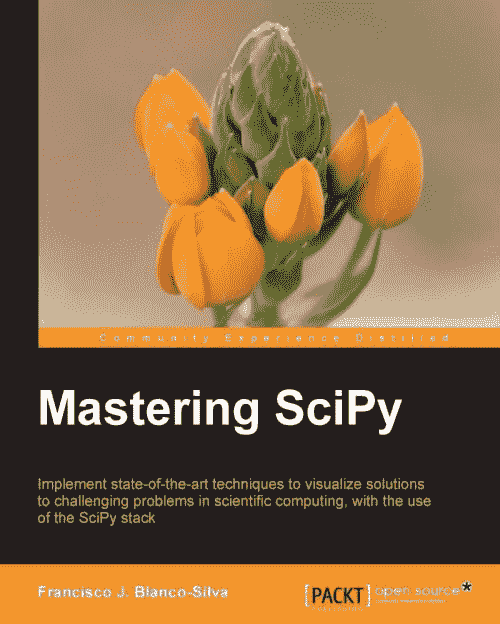 Community Experience Distilled
Mastering SciPy
Implement state-of-the-art techniques to visualize solutions
to challenging problems in scientific computing, with the use
of the SciPy stack
Francisco J. Blanco-Silva
[PACKT] open source*